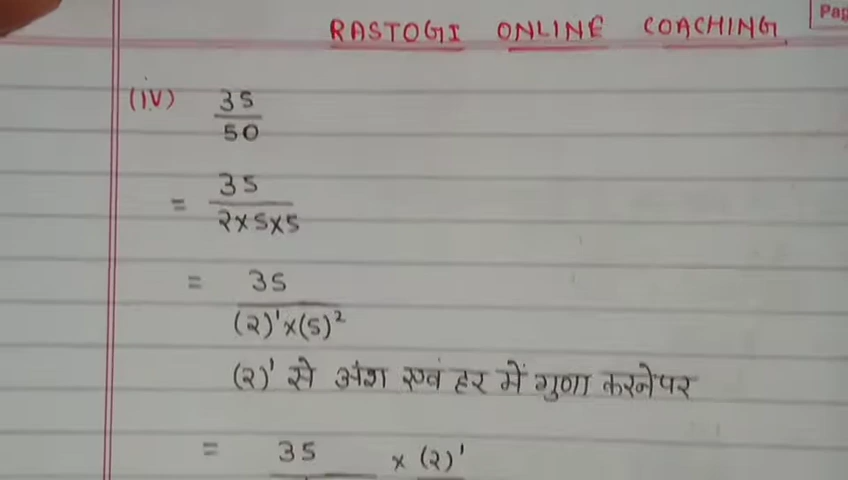 RASTOGI ONLINE COACHING
Pag
(iv) 35/50
= 35/2×5×5
= 35/(2)¹×(5)²
(2)¹ से अंश एवं हर में गुणा करने पर
= 35 × (2)¹